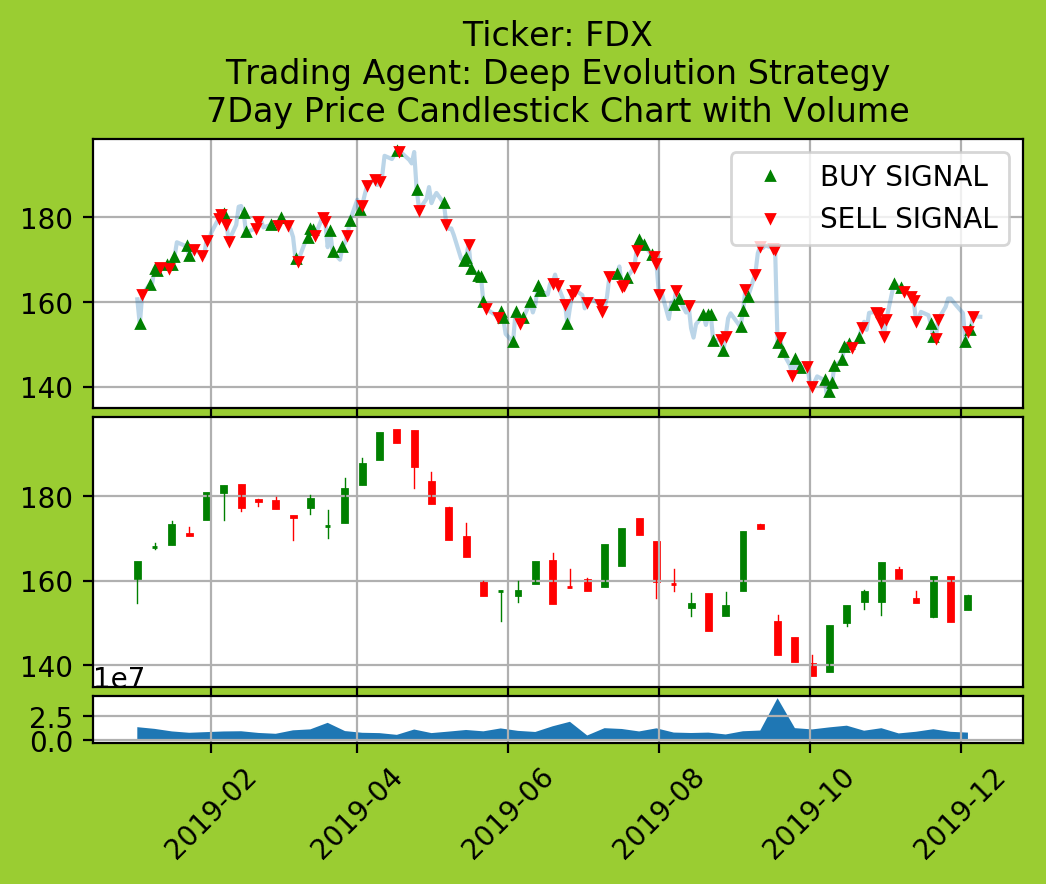 Ticker: FDX
Trading Agent: Deep Evolution Strategy
7Day Price Candlestick Chart with Volume
BUY SIGNAL
SELL SIGNAL
180
160
140
180
160
140
1e7
2.5
0.0
2019-02
2019-04
2019-06
2019-08
2019-10
2019-12